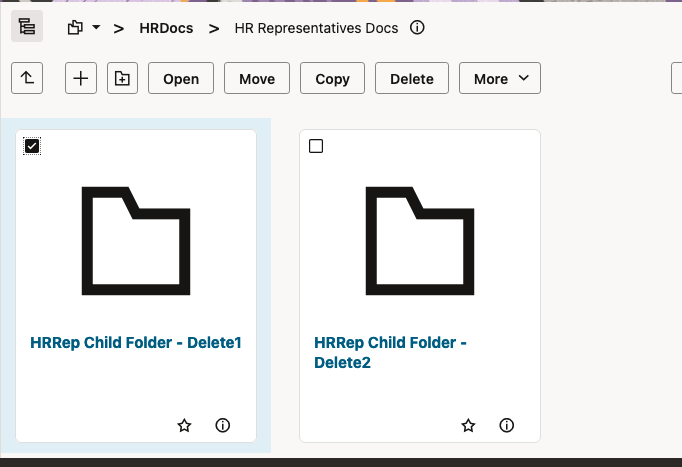 > HRDocs > HR Representatives Docs
Open Move Copy Delete More
HRRep Child Folder - Delete1
HRRep Child Folder -
Delete2